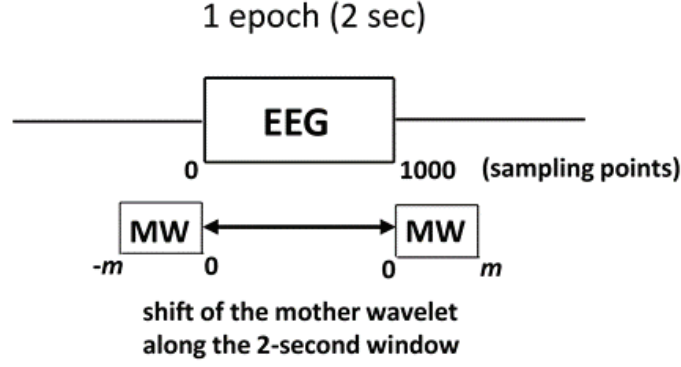 1 epoch (2 sec)
EEG
0 1000 (sampling points)
MW MW
-m 0 0 m
shift of the mother wavelet
along the 2-second window